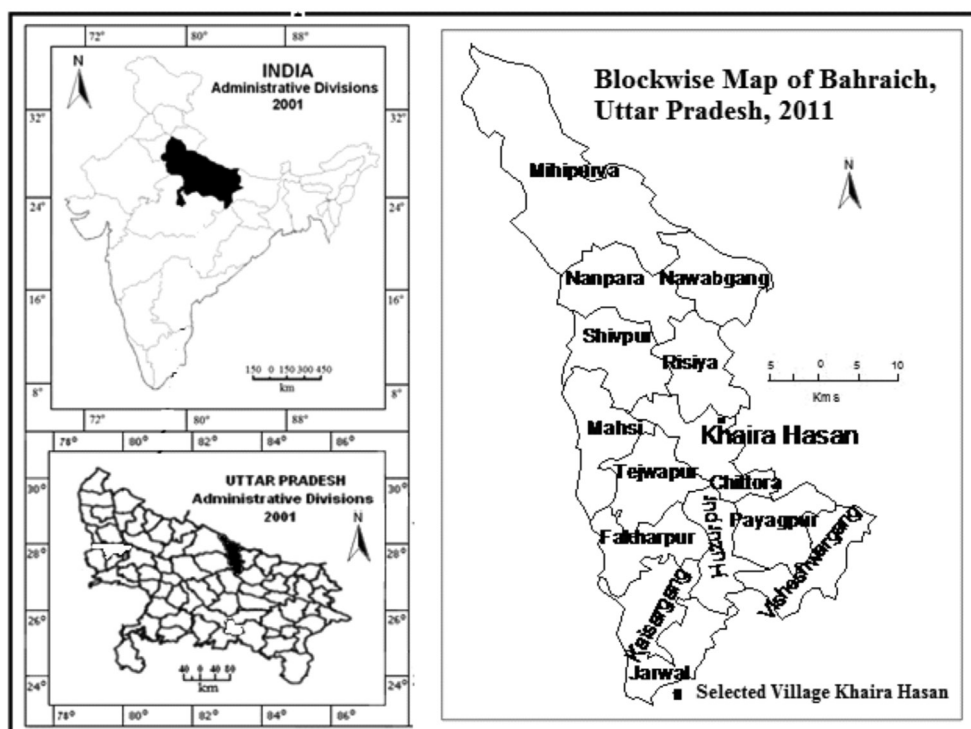 72° 80° 88°
N
INDIA
Administrative Divisions
2001
32° 32°
24° 24°
16° 16°
8° 8°
150 0 150 300 450
km
72° 80° 88°
78° 80° 82° 84° 86°
UTTAR PRADESH
Administrative Divisions
2001
N
30° 30°
28° 28°
26° 26°
24° 24°
40 0 40 80
km
78° 80° 82° 84° 86°
Blockwise Map of Bahraich,
Uttar Pradesh, 2011
N
Mihipurva
Nanpara
Nawabgang
Shivpur
Risiya
5 0 5 10
Kms
Mahsi
Khaira Hasan
Tejwapur
Chittora
Huzurpur
Payagpur
Fakharpur
Visheshwargang
Kaisargang
Jarwal
Selected Village Khaira Hasan